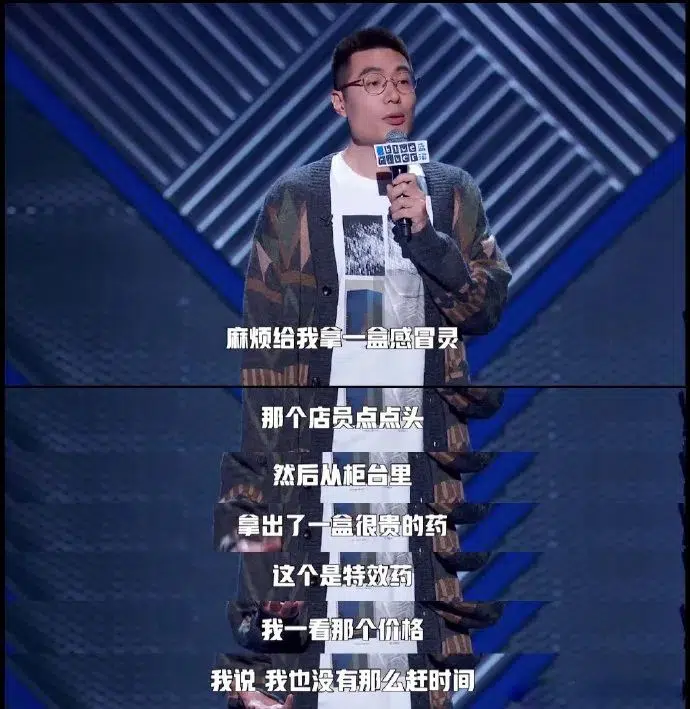 blue
river
麻烦给我拿一盒感冒灵
那个店员点点头
然后从柜台里
拿出了一盒很贵的药
这个是特效药
我一看那个价格
我说 我也没有那么赶时间